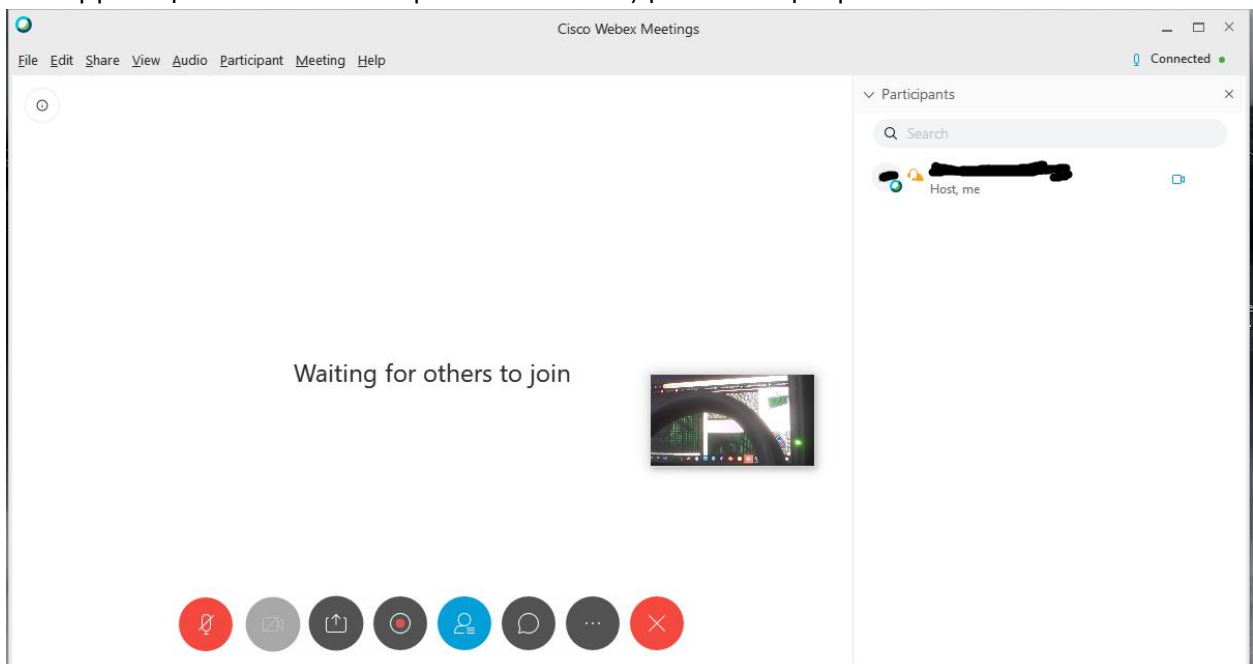 Cisco Webex Meetings
File Edit Share View Audio Participant Meeting Help
Connected
Participants
Search
Host, me
Waiting for others to join